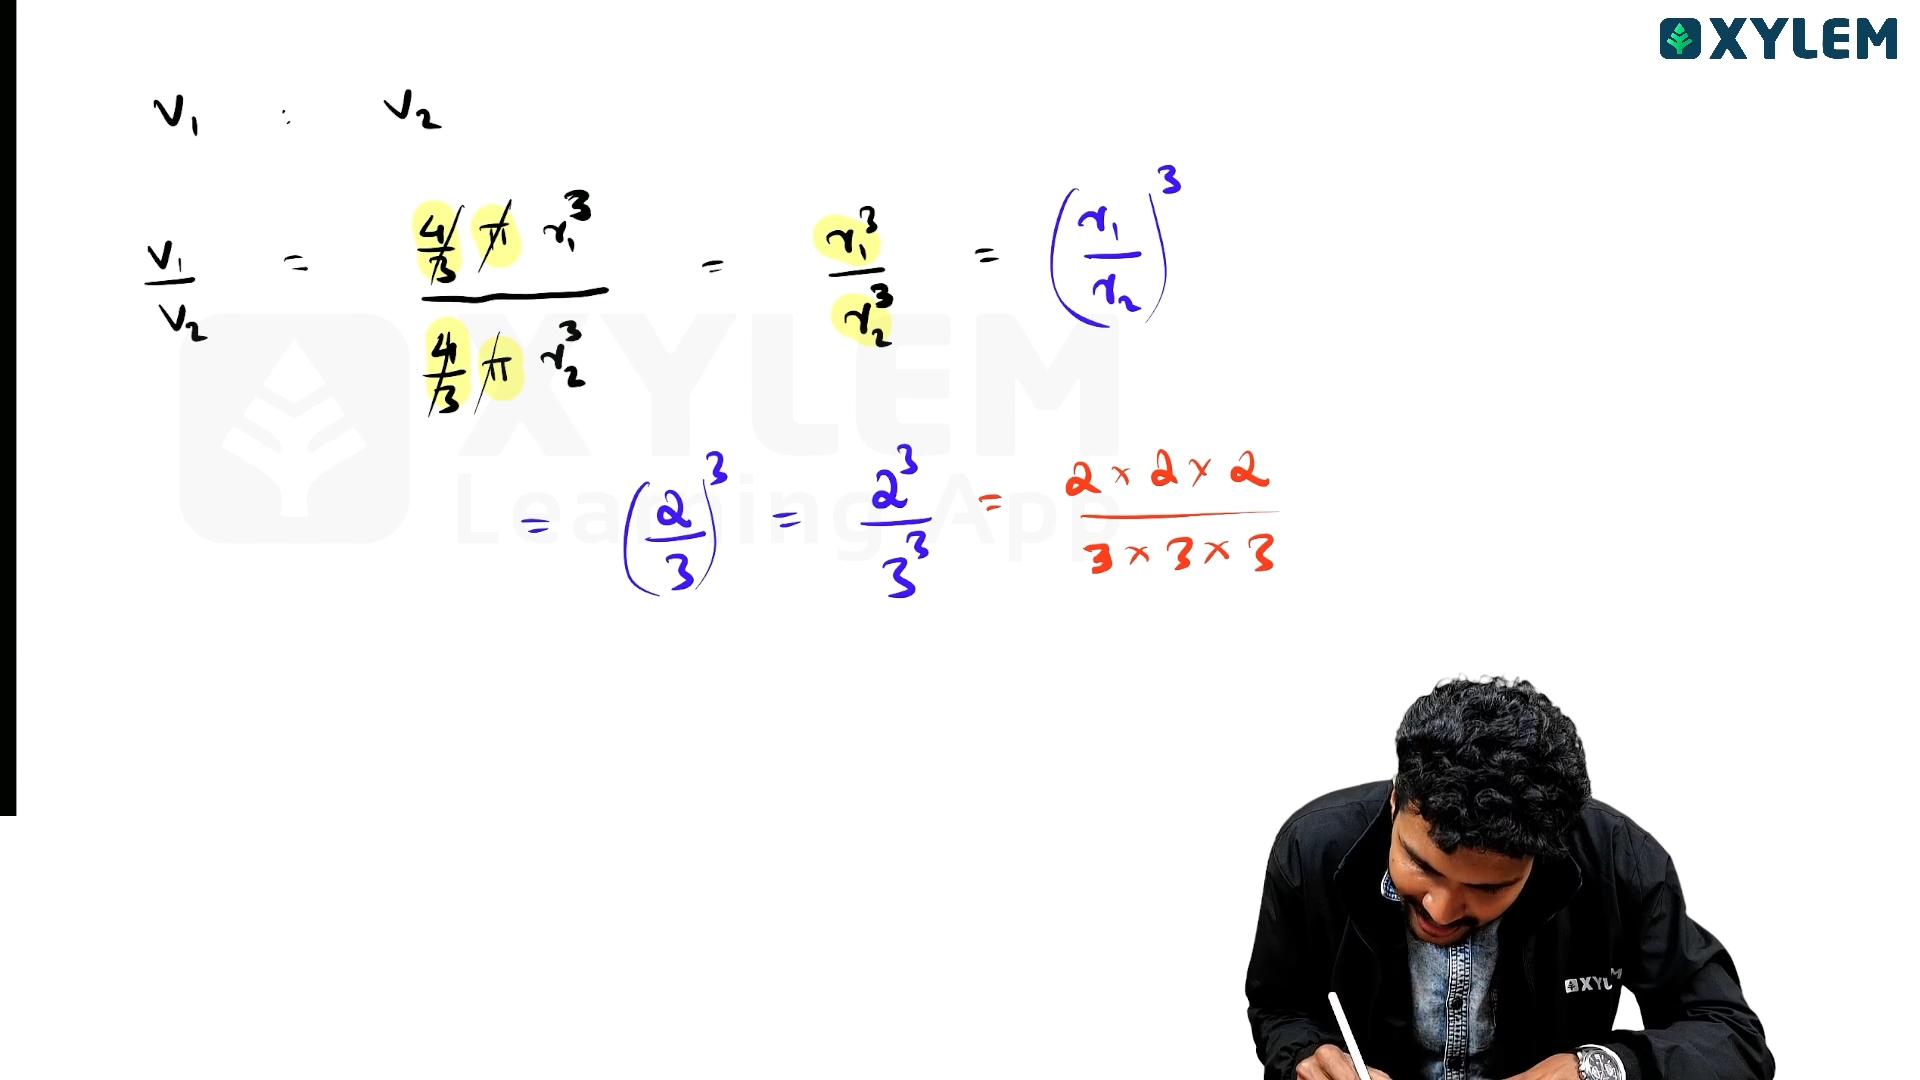 XYLEM
V₁ : V₂
V₁/V₂ = (4/3 π r₁³)/(4/3 π r₂³) = r₁³/r₂³ = (r₁/r₂)³
= (2/3)³ = 2³/3³ = (2 × 2 × 2)/(3 × 3 × 3)
XYLEM
Learning App
XYLEM